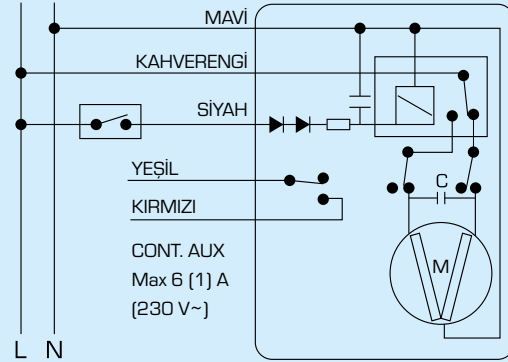 MAVİ
KAHVERENGİ
SİYAH
YEŞİL
KIRMIZI
C
CONT. AUX
Max 6 (1) A
(230 V~)
M
L N